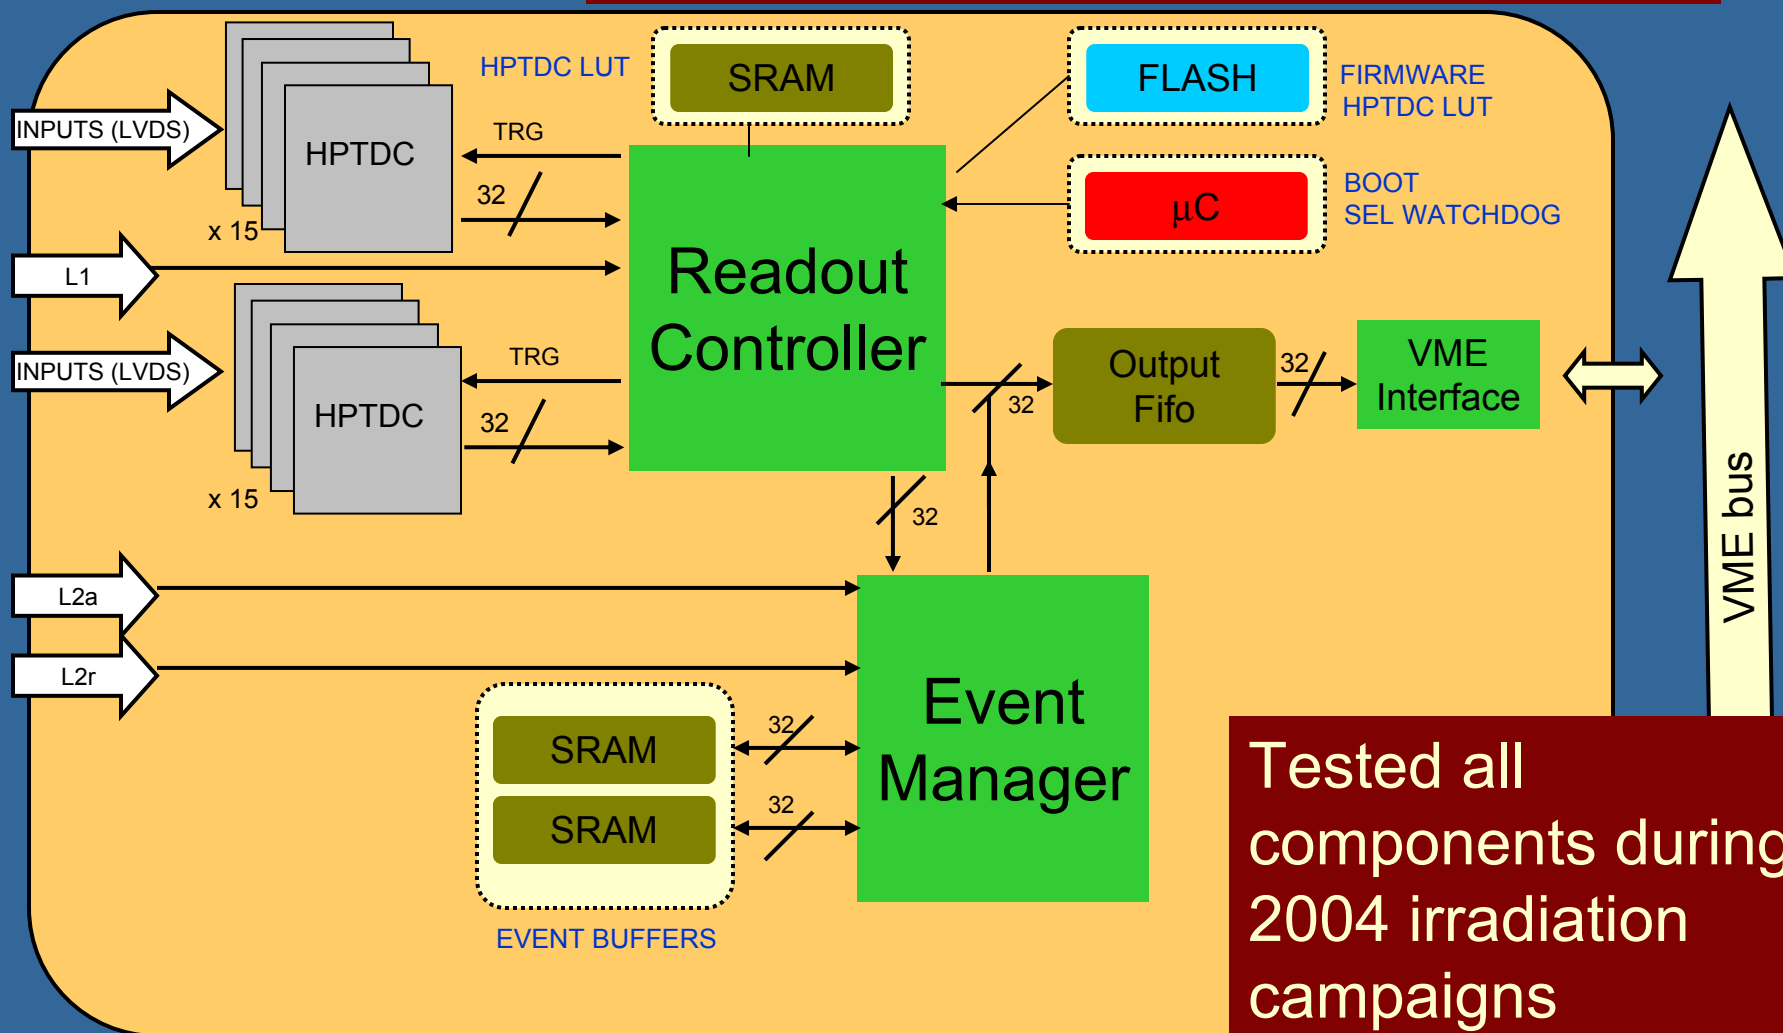 HPTDC LUT
SRAM
FLASH
FIRMWARE
HPTDC LUT
INPUTS (LVDS)
HPTDC
TRG
32
x 15
µC
BOOT
SEL WATCHDOG
L1
Readout
Controller
INPUTS (LVDS)
HPTDC
TRG
32
x 15
32
Output
Fifo
32
VME
Interface
VME bus
32
L2a
L2r
Event
Manager
SRAM
32
SRAM
32
EVENT BUFFERS
Tested all
components during
2004 irradiation
campaigns